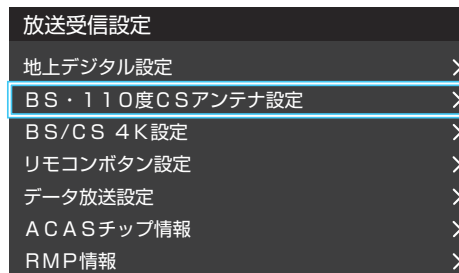 放送受信設定
地上デジタル設定
ＢＳ・１１０度ＣＳアンテナ設定
ＢＳ/ＣＳ ４Ｋ設定
リモコンボタン設定
データ放送設定
ＡＣＡＳチップ情報
ＲＭＰ情報